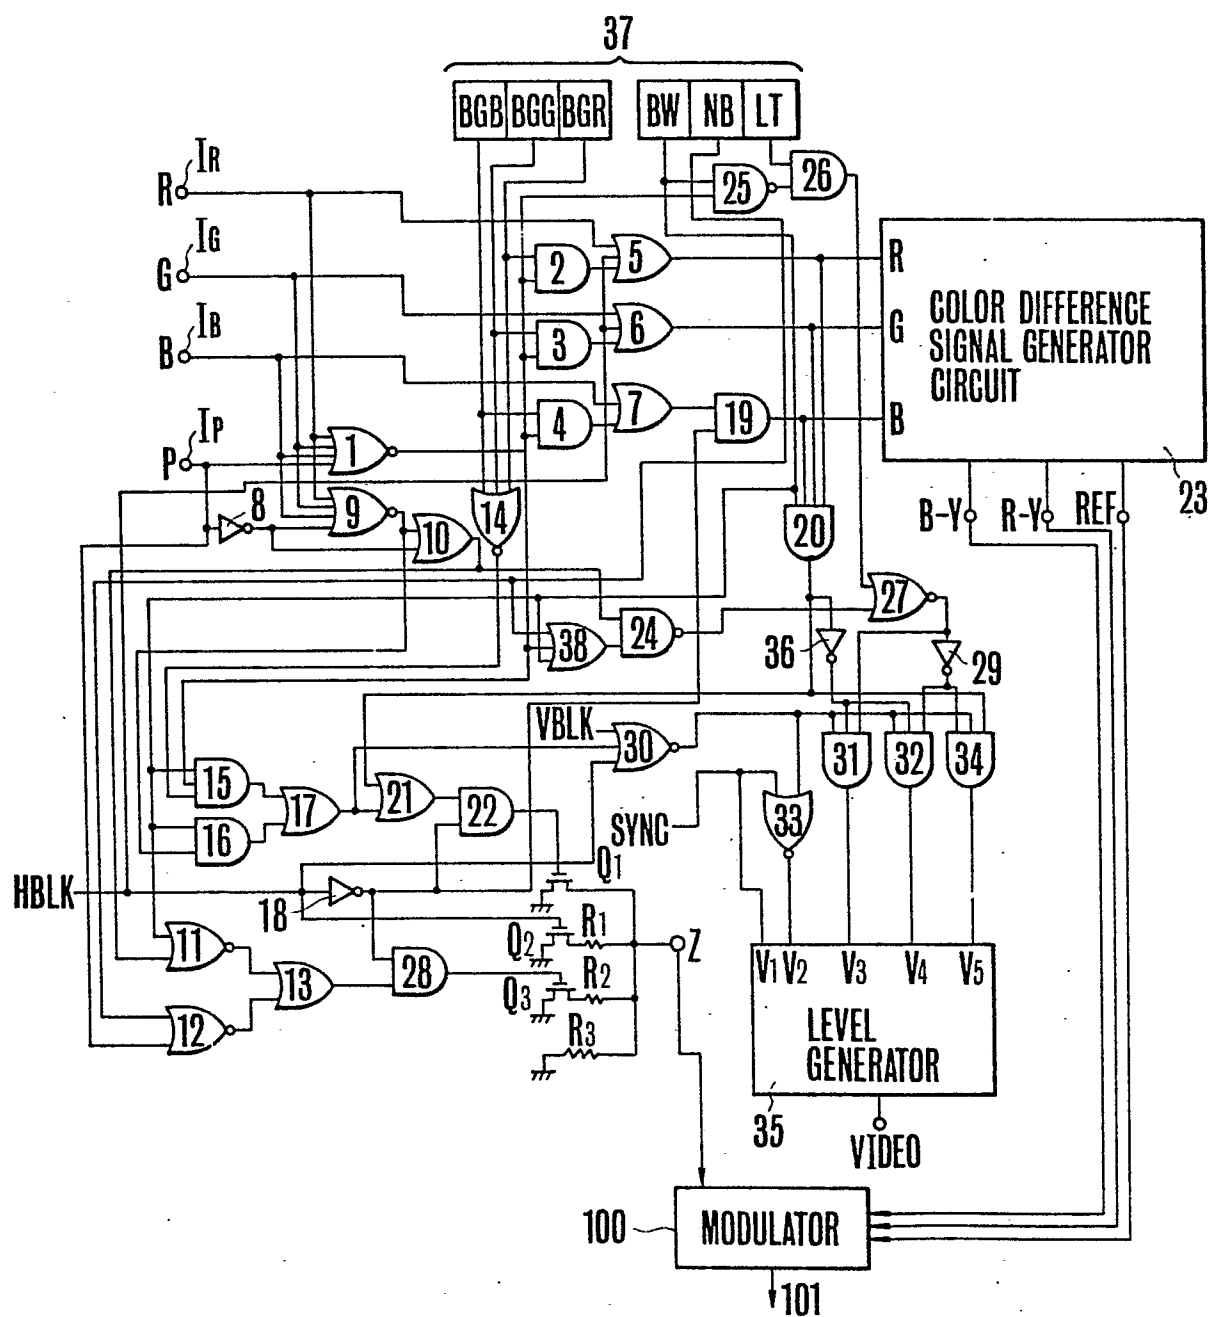 37
BGB BGG BGR BW NB LT
IR
R
25
26
IG
G
2
5
R
IB
B
3
6
G
COLOR DIFFERENCE
SIGNAL GENERATOR
CIRCUIT
4
7
19
B
IP
P
1
23
8
9
10
14
20
B-Y
R-Y
REF
27
38
24
36
29
VBLK
30
31
32
34
15
17
21
22
16
SYNC
33
HBLK
18
Q1
11
Q2
R1
Z
13
28
Q3
R2
12
R3
V1 V2 V3 V4 V5
LEVEL
GENERATOR
35
VIDEO
100
MODULATOR
101